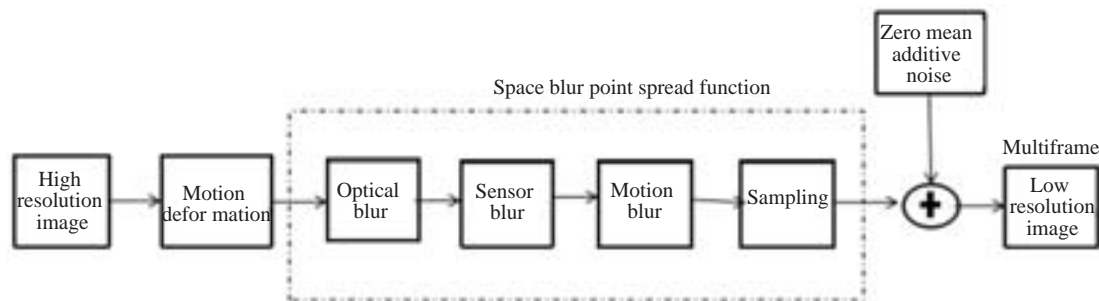 Zero mean
additive
noise
Space blur point spread function
Multiframe
High
resolution
image
Motion
defor mation
Optical
blur
Sensor
blur
Motion
blur
Sampling
+
Low
resolution
image